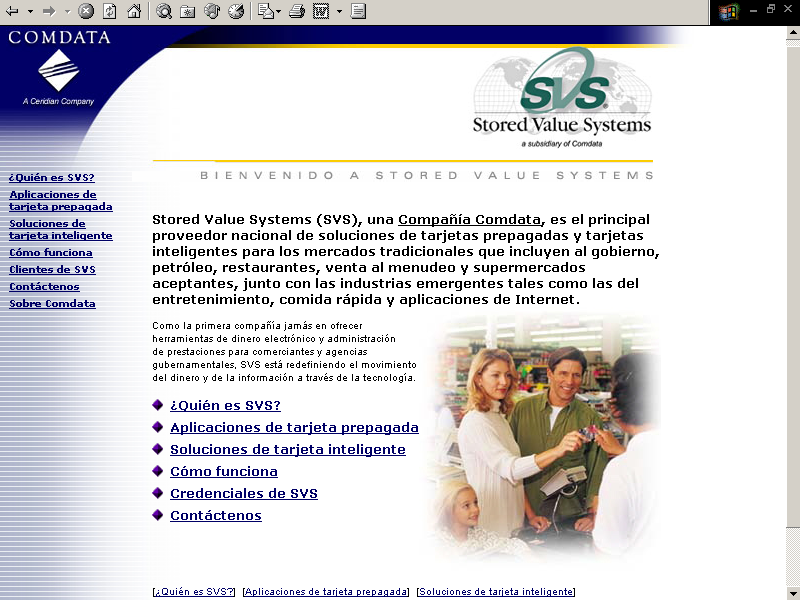 COMDATA
A Ceridian Company
SVS
Stored Value Systems
a subsidiary of Comdata
BIENVENIDO A STORED VALUE SYSTEMS
¿Quién es SVS?
Aplicaciones de
tarjeta prepagada
Soluciones de
tarjeta inteligente
Cómo funciona
Clientes de SVS
Contáctenos
Sobre Comdata
Stored Value Systems (SVS), una Compañía Comdata, es el principal
proveedor nacional de soluciones de tarjetas prepagadas y tarjetas
inteligentes para los mercados tradicionales que incluyen al gobierno,
petróleo, restaurantes, venta al menudeo y supermercados
aceptantes, junto con las industrias emergentes tales como las del
entretenimiento, comida rápida y aplicaciones de Internet.
Como la primera compañía jamás en ofrecer
herramientas de dinero electrónico y administración
de prestaciones para comerciantes y agencias
gubernamentales, SVS está redefiniendo el movimiento
del dinero y de la información a través de la tecnología.
¿Quién es SVS?
Aplicaciones de tarjeta prepagada
Soluciones de tarjeta inteligente
Cómo funciona
Credenciales de SVS
Contáctenos
[¿Quién es SVS?] [Aplicaciones de tarjeta prepagada] [Soluciones de tarjeta inteligente]